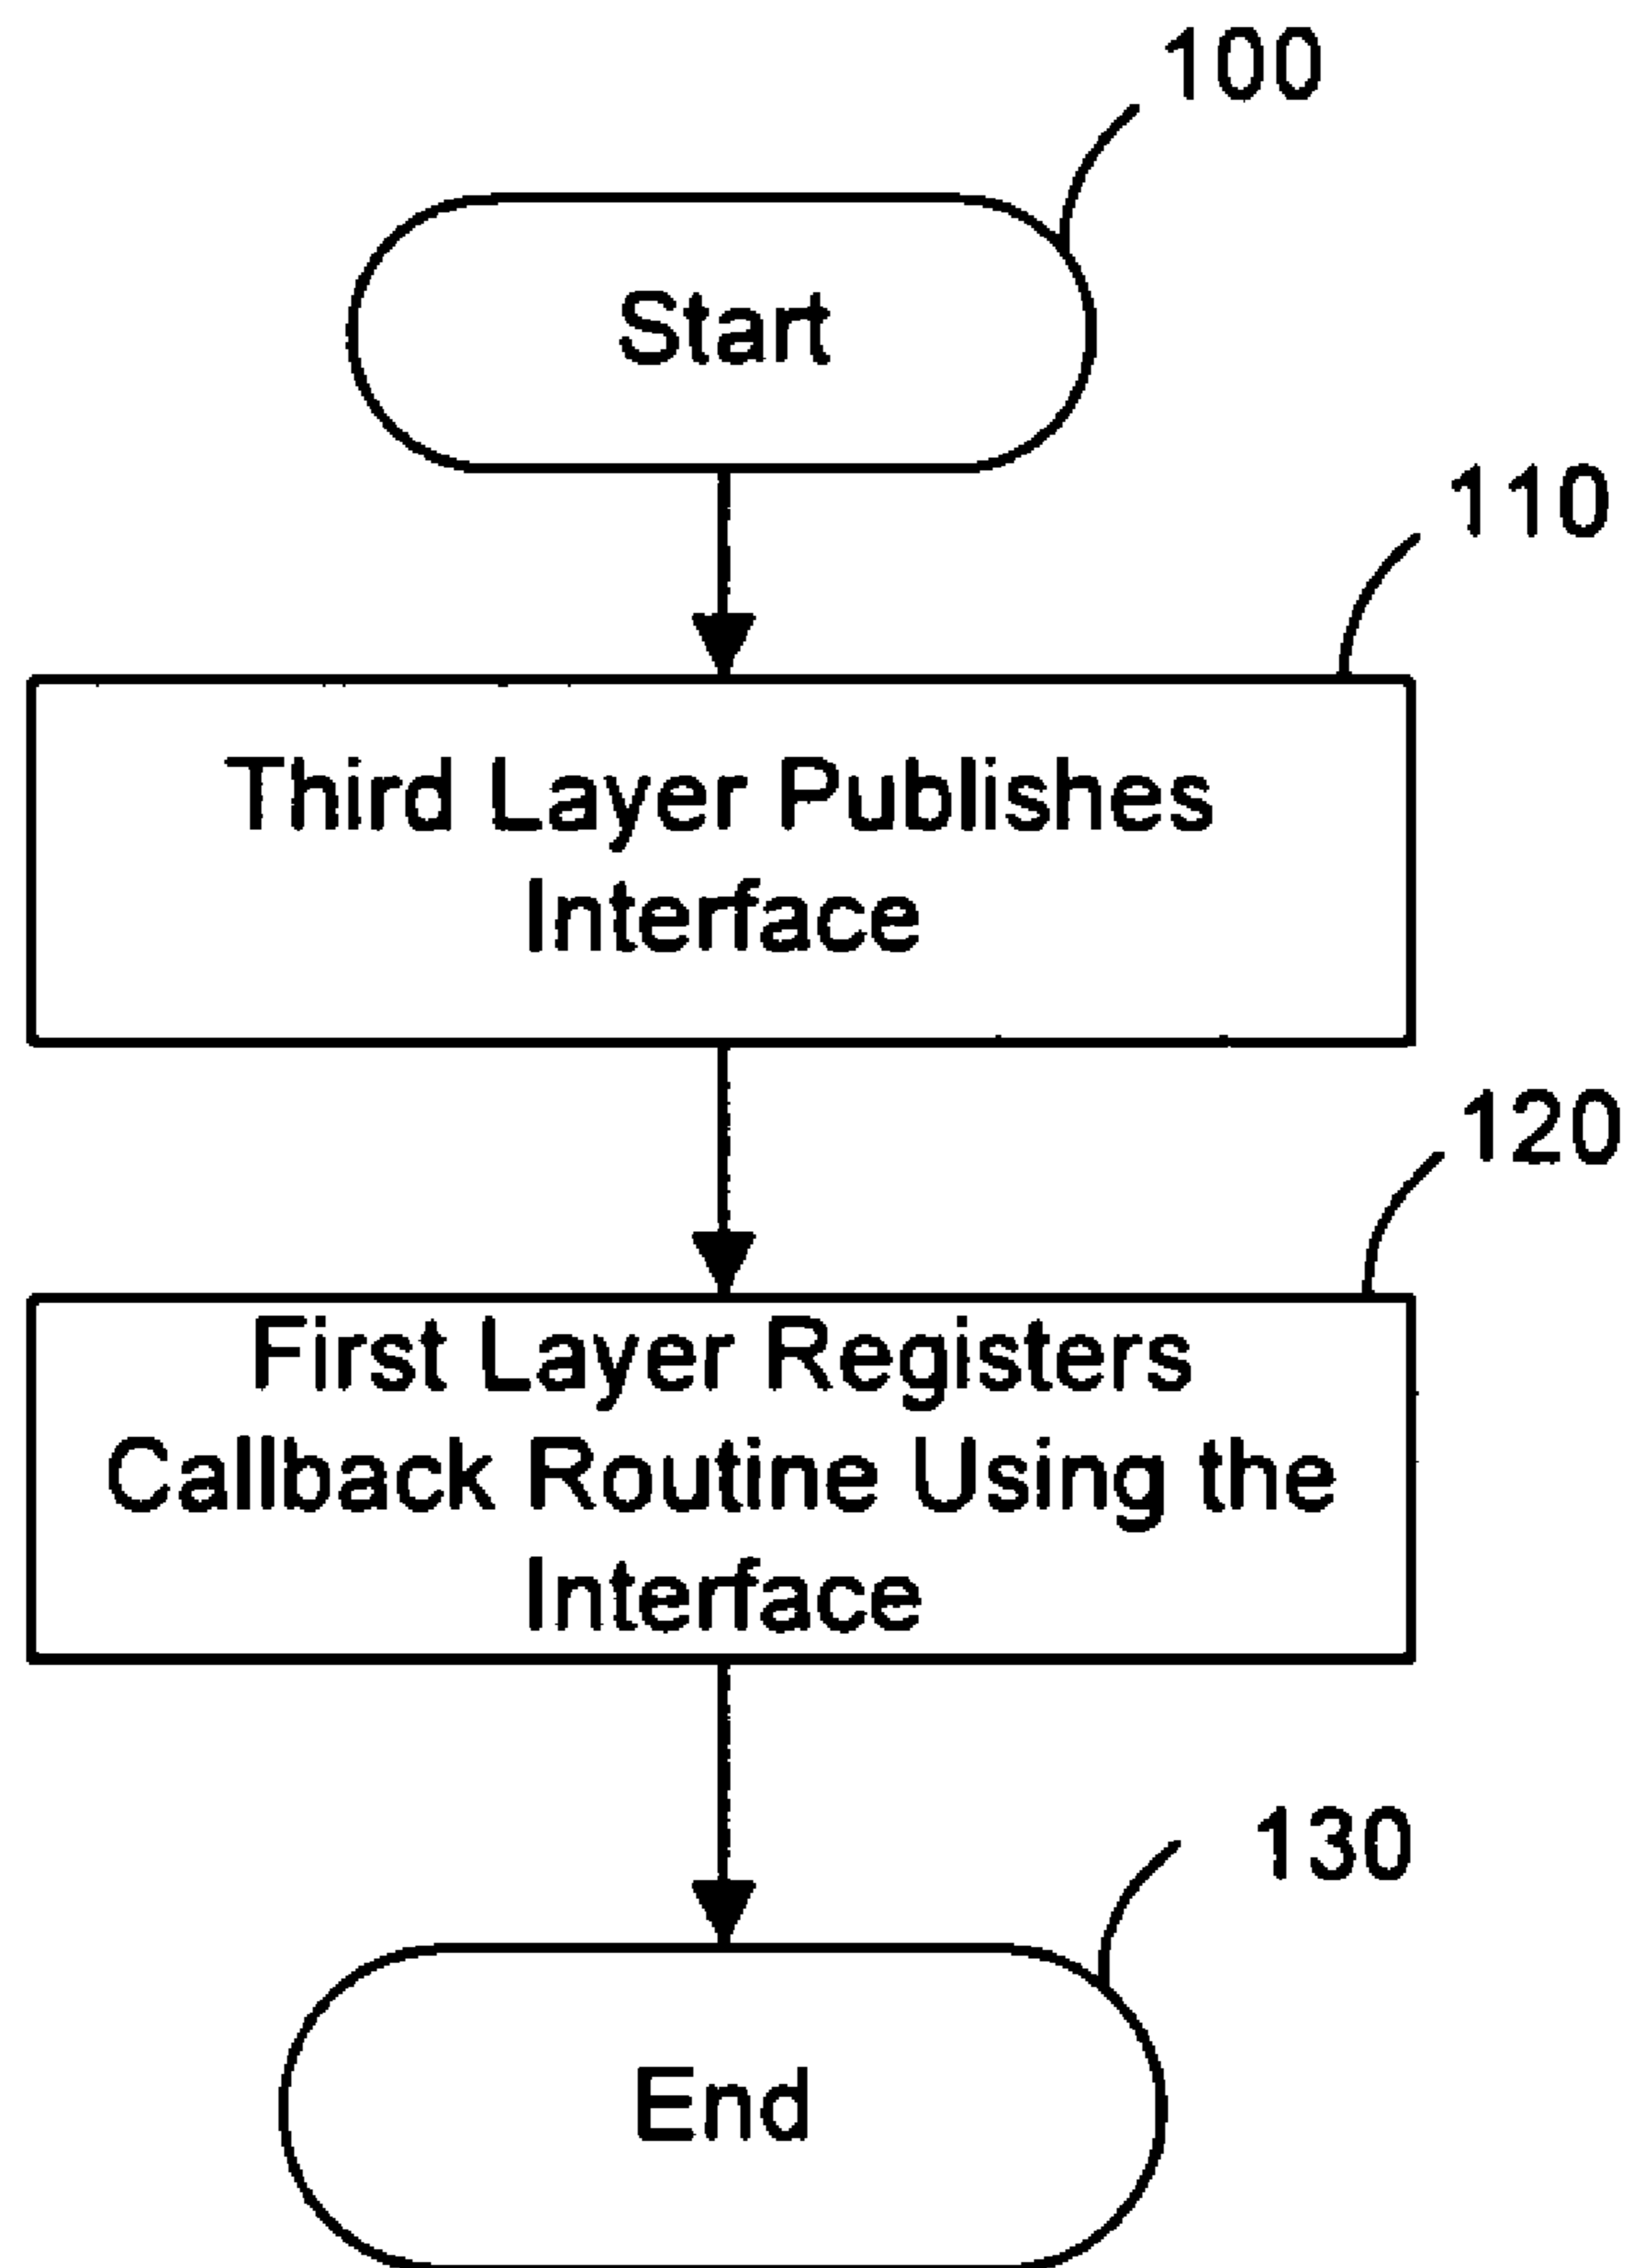 100
Start
110
Third Layer Publishes
Interface
120
First Layer Registers
Callback Routine Using the
Interface
130
End